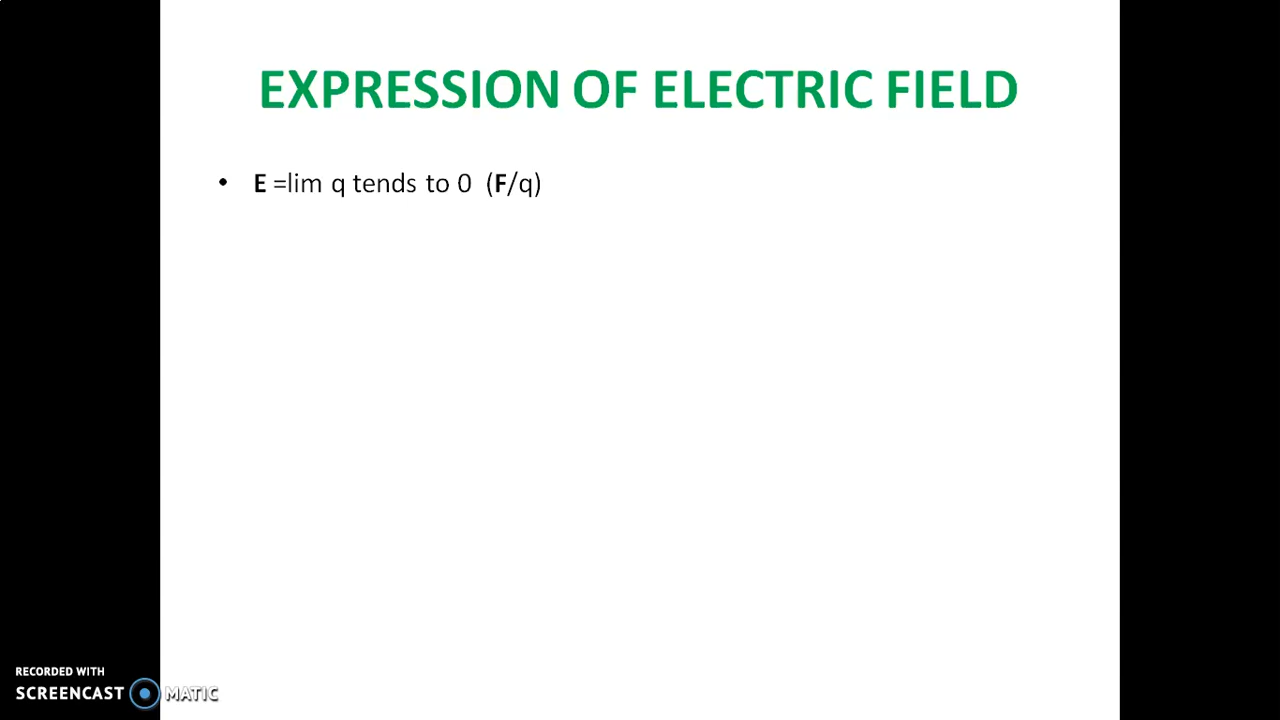 EXPRESSION OF ELECTRIC FIELD
• E =lim q tends to 0 (F/q)
RECORDED WITH
SCREENCAST MATIC